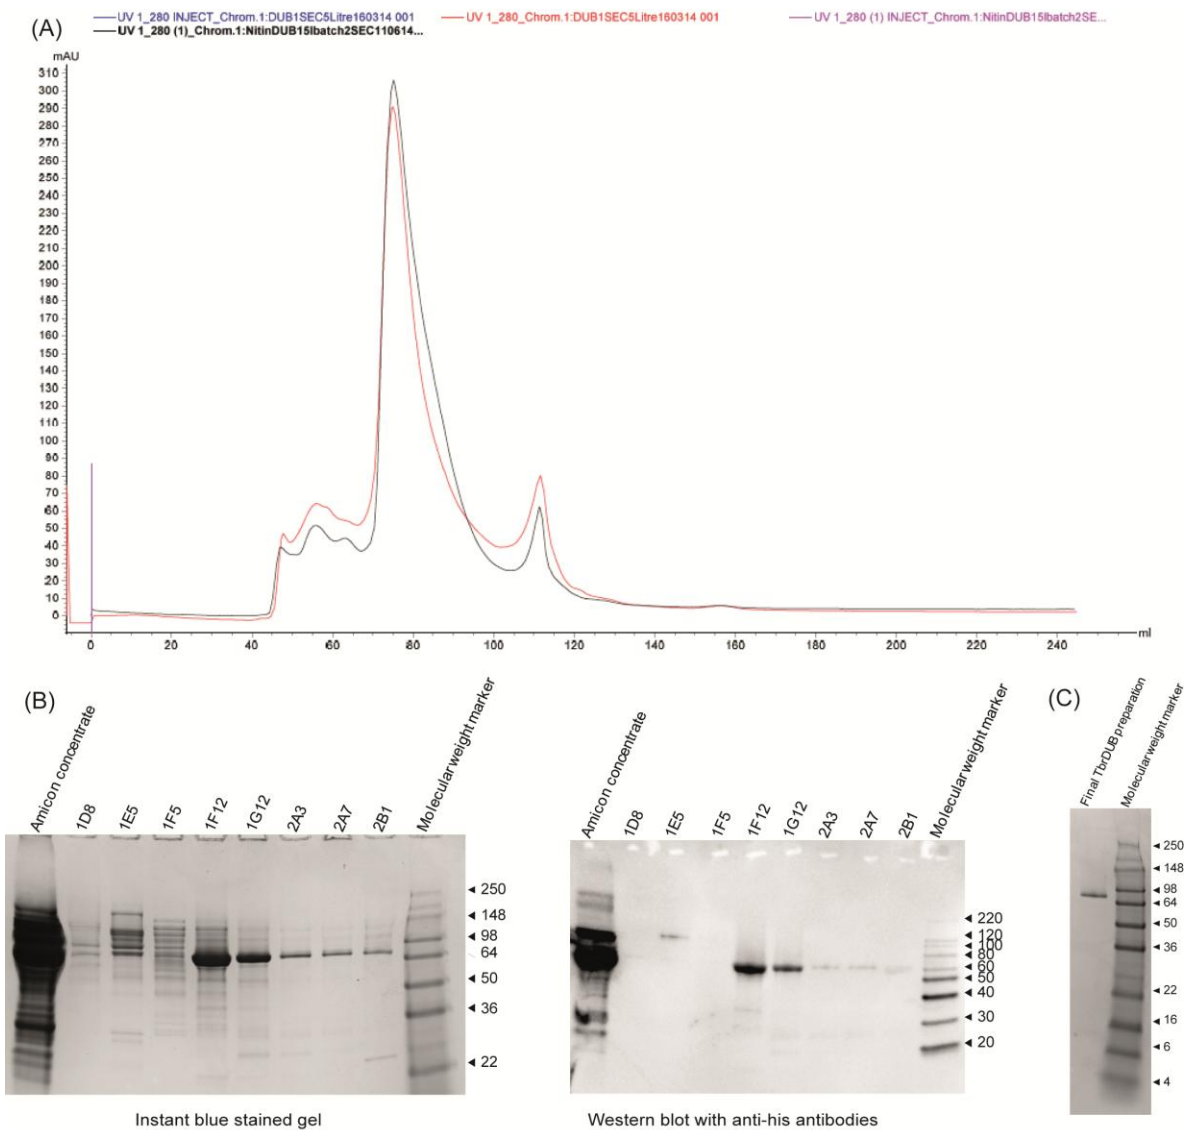 (A)
UV 1_280 INJECT_Chrom.1:DUB1SEC5Litre160314 001
UV 1_280_Chrom.1:DUB1SEC5Litre160314 001
UV 1_280 (1) INJECT_Chrom.1:NitinDUB15lbatch2SE...
UV 1_280 (1)_Chrom.1:NitinDUB15lbatch2SEC110614...
mAU
310
300
290
280
270
260
250
240
230
220
210
200
190
180
170
160
150
140
130
120
110
100
90
80
70
60
50
40
30
20
10
0
0 20 40 60 80 100 120 140 160 180 200 220 240 ml
(B)
Amicon concentrate
1D8
1E5
1F5
1F12
1G12
2A3
2A7
2B1
Molecular weight marker
250
148
98
64
50
36
22
Instant blue stained gel
Amicon concentrate
1D8
1E5
1F5
1F12
1G12
2A3
2A7
2B1
Molecular weight marker
220
120
100
80
60
50
40
30
20
Western blot with anti-his antibodies
(C)
Final TbrDUB preparation
Molecular weight marker
250
148
98
64
50
36
22
16
6
4